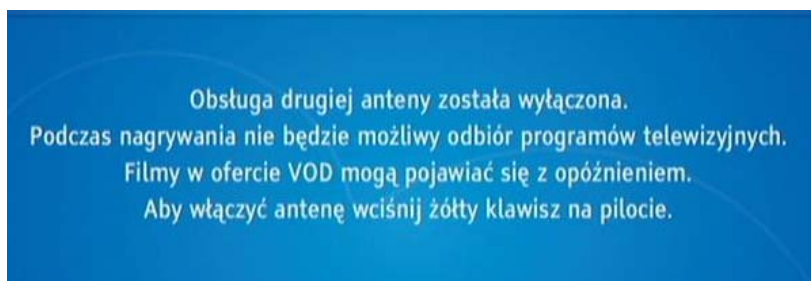 Obsługa drugiej anteny została wyłączona.
Podczas nagrywania nie będzie możliwy odbiór programów telewizyjnych.
Filmy w ofercie VOD mogą pojawiać się z opóźnieniem.
Aby włączyć antenę wciśnij żółty klawisz na pilocie.